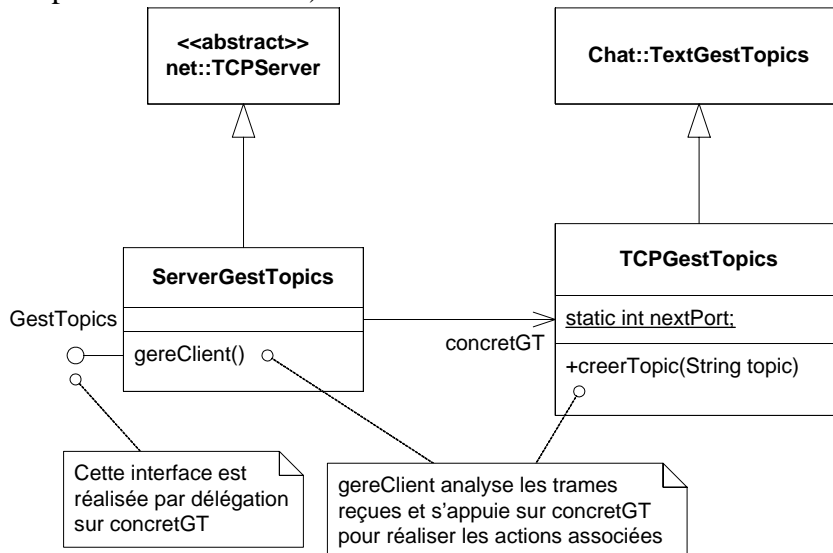 <<abstract>>
net::TCPServer
Chat::TextGestTopics
ServerGestTopics
TCPGestTopics
GestTopics
static int nextPort;
concretGT
gereClient()
+creerTopic(String topic)
Cette interface est
réalisée par délégation
sur concretGT
gereClient analyse les trames
reçues et s’appuie sur concretGT
pour réaliser les actions associées